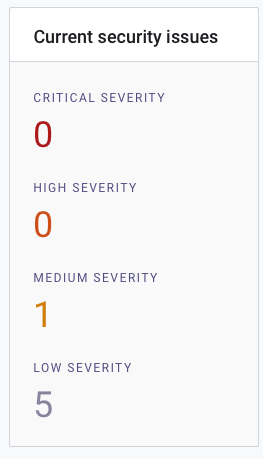 Current security issues
CRITICAL SEVERITY
0
HIGH SEVERITY
0
MEDIUM SEVERITY
1
LOW SEVERITY
5